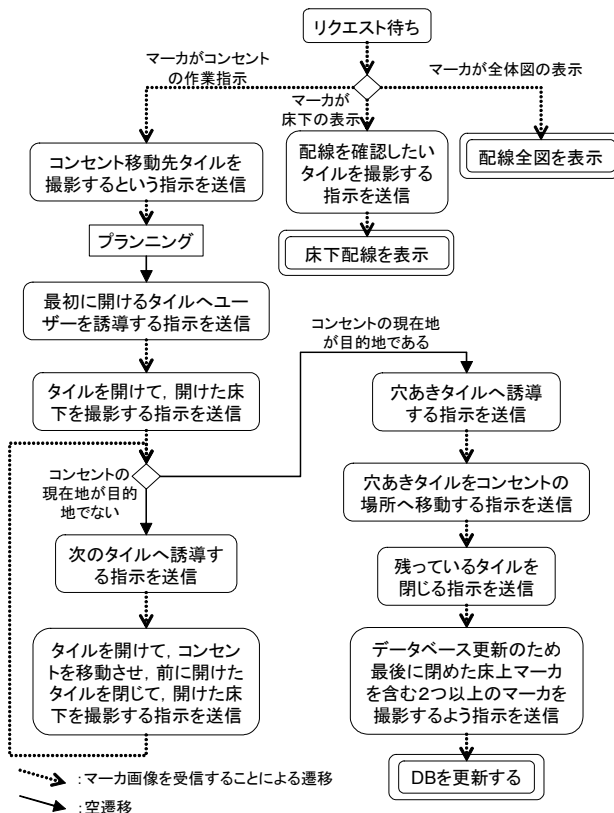 リクエスト待ち
マーカがコンセント
の作業指示
マーカが
床下の表示
マーカが全体図の表示
コンセント移動先タイルを
撮影するという指示を送信
配線を確認したい
タイルを撮影する
指示を送信
配線全図を表示
プランニング
床下配線を表示
最初に開けるタイルへユー
ザーを誘導する指示を送信
コンセントの現在地
が目的地である
タイルを開けて，開けた床
下を撮影する指示を送信
穴あきタイルへ誘導
する指示を送信
コンセントの
現在地が目的
地でない
穴あきタイルをコンセントの
場所へ移動する指示を送信
次のタイルへ誘導す
る指示を送信
残っているタイルを
閉じる指示を送信
タイルを開けて，コンセ
ントを移動させ，前に開けた
タイルを閉じて，開けた床
下を撮影する指示を送信
データベース更新のため
最後に閉めた床上マーカ
を含む２つ以上のマーカを
撮影するよう指示を送信
DBを更新する
：マーカ画像を受信することによる遷移
：空遷移